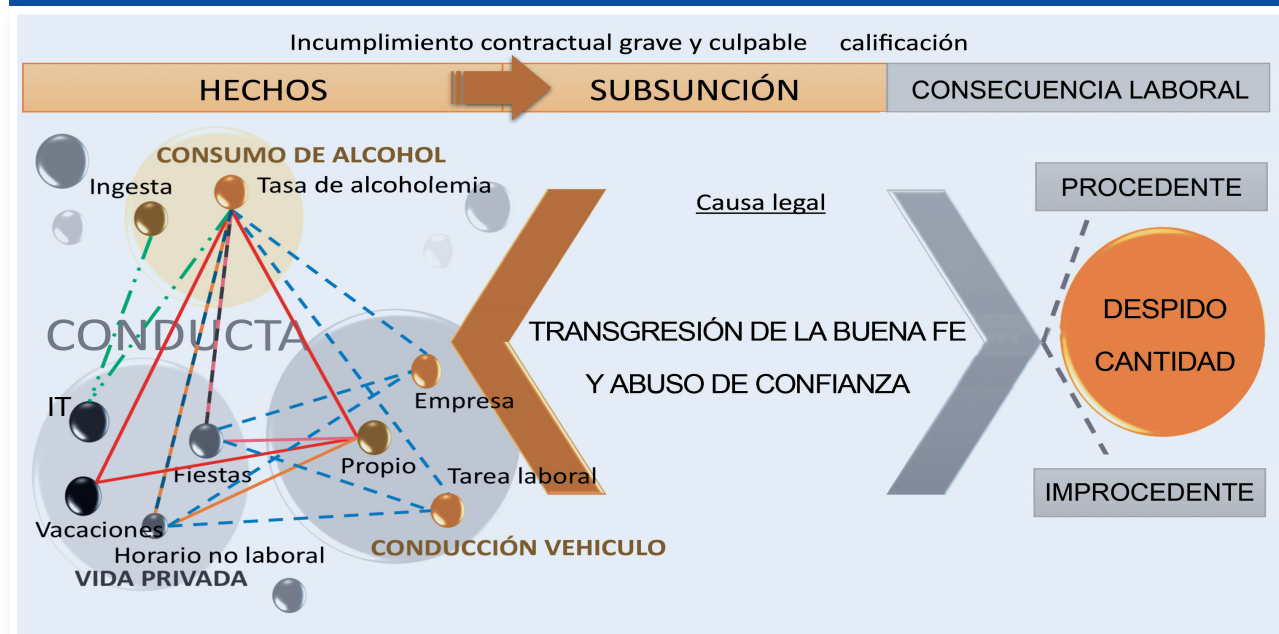 Incumplimiento contractual grave y culpable calificación
HECHOS
SUBSUNCIÓN
CONSECUENCIA LABORAL
CONSUMO DE ALCOHOL
Ingesta
Tasa de alcoholemia
CONDUCTA
IT
Empresa
Fiestas
Propio
Tarea laboral
Vacaciones
Horario no laboral
CONDUCCIÓN VEHICULO
VIDA PRIVADA
Causa legal
TRANSGRESIÓN DE LA BUENA FE
Y ABUSO DE CONFIANZA
PROCEDENTE
DESPIDO
CANTIDAD
IMPROCEDENTE